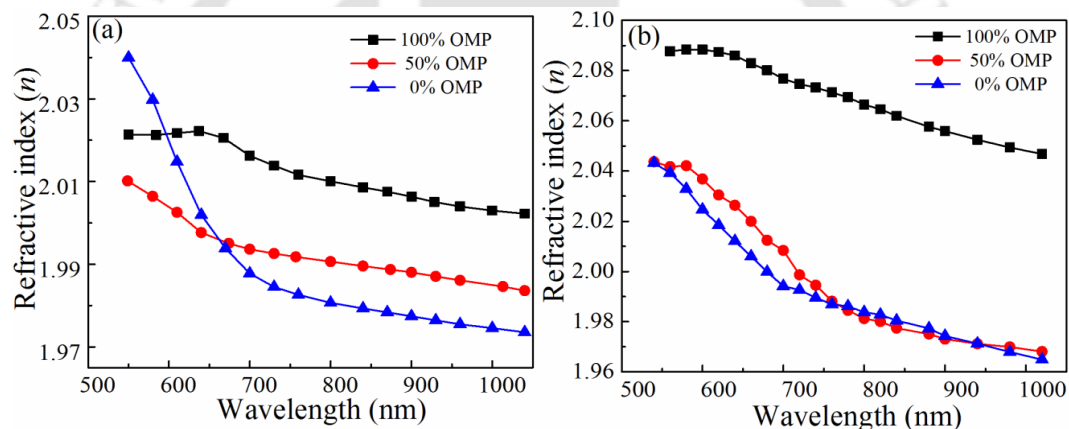 (a)
100% OMP
50% OMP
0% OMP
2.05
2.03
2.01
1.99
1.97
Refractive index (n)
500 600 700 800 900 1000
Wavelength (nm)
(b)
100% OMP
50% OMP
0% OMP
2.10
2.08
2.06
2.04
2.02
2.00
1.98
1.96
Refractive index (n)
500 600 700 800 900 1000
Wavelength (nm)